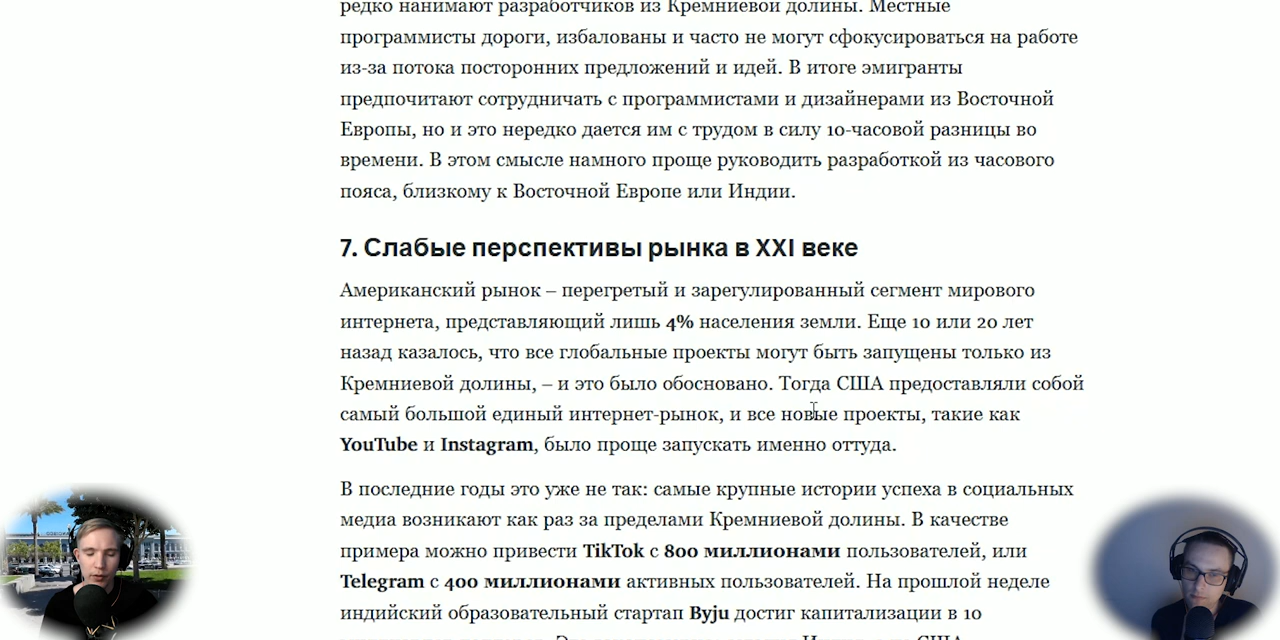 редко нанимают разработчиков из Кремниевой долины. Местные
программисты дороги, избалованы и часто не могут сфокусироваться на работе
из-за потока посторонних предложений и идей. В итоге эмигранты
предпочитают сотрудничать с программистами и дизайнерами из Восточной
Европы, но и это нередко дается им с трудом в силу 10-часовой разницы во
времени. В этом смысле намного проще руководить разработкой из часового
пояса, близкому к Восточной Европе или Индии.
7. Слабые перспективы рынка в XXI веке
Американский рынок – перегретый и зарегулированный сегмент мирового
интернета, представляющий лишь 4% населения земли. Еще 10 или 20 лет
назад казалось, что все глобальные проекты могут быть запущены только из
Кремниевой долины, – и это было обосновано. Тогда США предоставляли собой
самый большой единый интернет-рынок, и все новые проекты, такие как
YouTube и Instagram, было проще запускать именно оттуда.
В последние годы это уже не так: самые крупные истории успеха в социальных
медиа возникают как раз за пределами Кремниевой долины. В качестве
примера можно привести TikTok с 800 миллионами пользователей, или
Telegram с 400 миллионами активных пользователей. На прошлой неделе
индийский образовательный стартап Byju достиг капитализации в 10